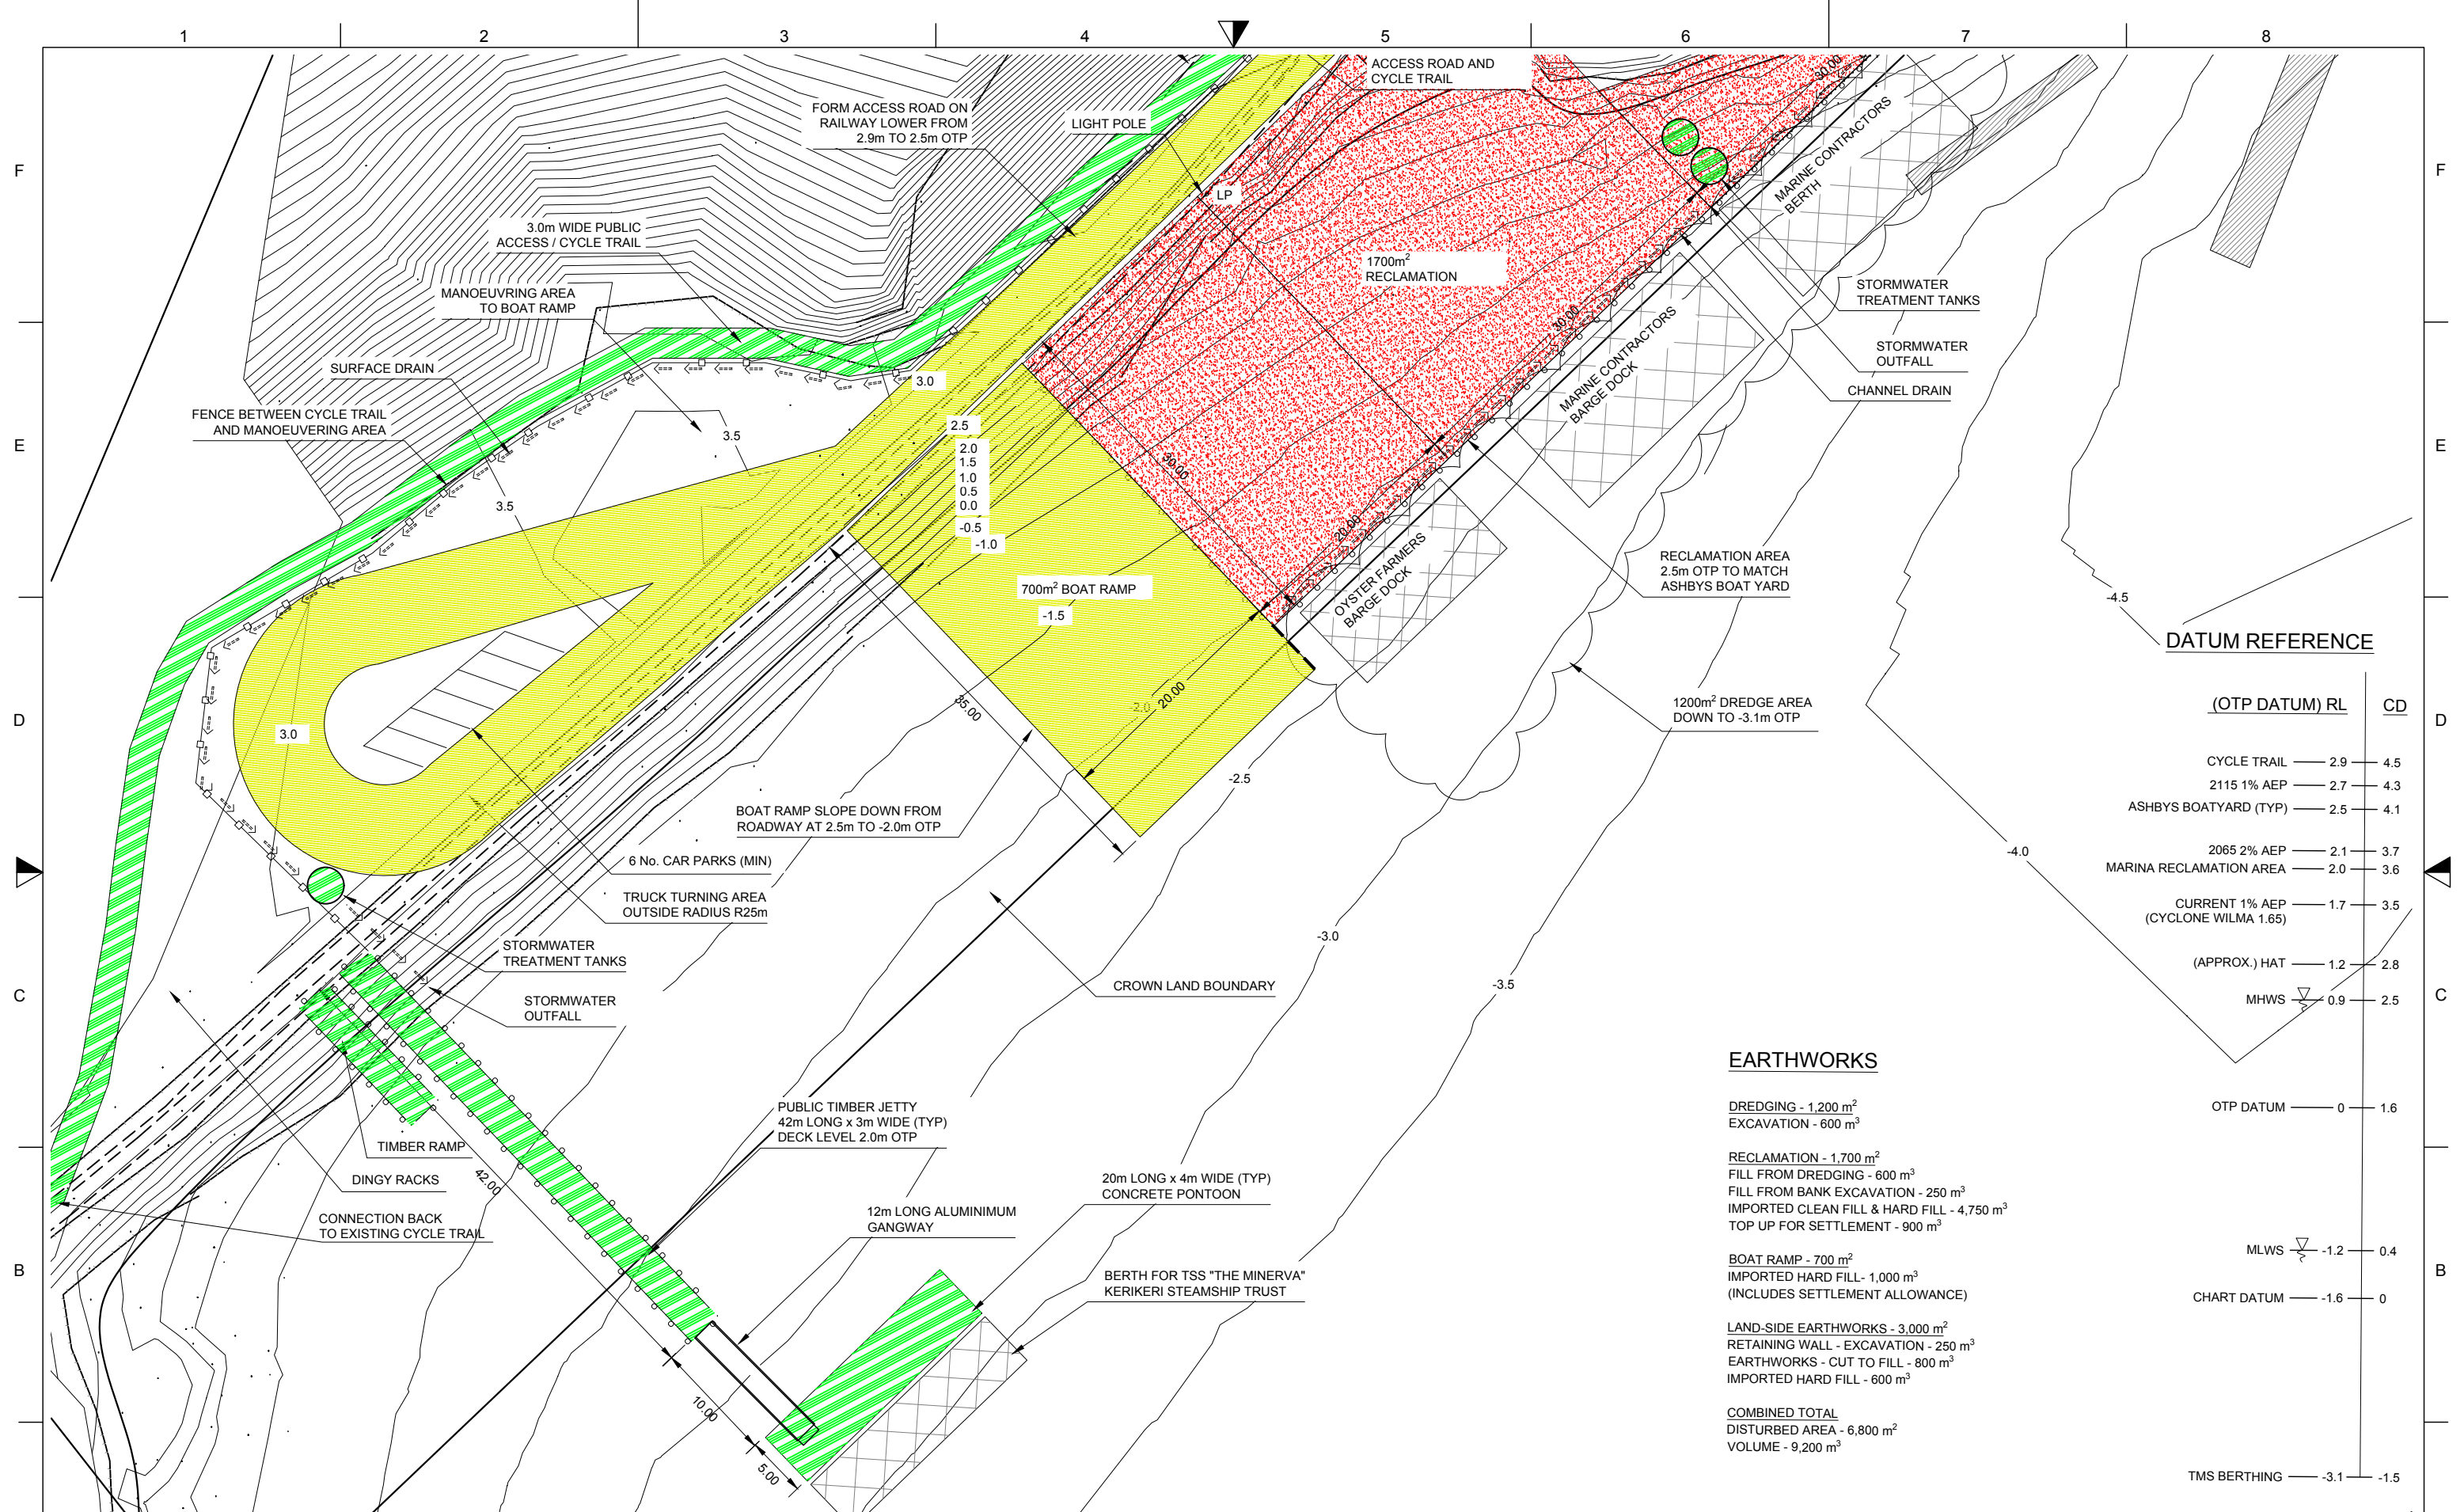 1 2 3 4 5 6 7 8
F
F
E
E
D
D
C
C
B
B
ACCESS ROAD AND
CYCLE TRAIL
FORM ACCESS ROAD ON
RAILWAY LOWER FROM
2.9m TO 2.5m OTP
LIGHT POLE
LP
3.0m WIDE PUBLIC
ACCESS / CYCLE TRAIL
MANOEUVRING AREA
TO BOAT RAMP
SURFACE DRAIN
FENCE BETWEEN CYCLE TRAIL
AND MANOEUVERING AREA
1700m²
RECLAMATION
30.00
MARINE CONTRACTORS
BERTH
STORMWATER
TREATMENT TANKS
STORMWATER
OUTFALL
CHANNEL DRAIN
30.00
MARINE CONTRACTORS
BARGE DOCK
3.0
3.5
3.5
2.5
2.0
1.5
1.0
0.5
0.0
-0.5
-1.0
30.00
20.00
OYSTER FARMERS
BARGE DOCK
RECLAMATION AREA
2.5m OTP TO MATCH
ASHBYS BOAT YARD
700m² BOAT RAMP
-1.5
-2.0
20.00
35.00
3.0
1200m² DREDGE AREA
DOWN TO -3.1m OTP
-2.5
-3.0
-3.5
-4.0
-4.5
BOAT RAMP SLOPE DOWN FROM
ROADWAY AT 2.5m TO -2.0m OTP
6 No. CAR PARKS (MIN)
TRUCK TURNING AREA
OUTSIDE RADIUS R25m
STORMWATER
TREATMENT TANKS
STORMWATER
OUTFALL
CROWN LAND BOUNDARY
PUBLIC TIMBER JETTY
42m LONG x 3m WIDE (TYP)
DECK LEVEL 2.0m OTP
TIMBER RAMP
DINGY RACKS
CONNECTION BACK
TO EXISTING CYCLE TRAIL
42.00
12m LONG ALUMINIMUM
GANGWAY
20m LONG x 4m WIDE (TYP)
CONCRETE PONTOON
BERTH FOR TSS "THE MINERVA"
KERIKERI STEAMSHIP TRUST
10.00
5.00
DATUM REFERENCE
(OTP DATUM) RL CD
CYCLE TRAIL 2.9 4.5
2115 1% AEP 2.7 4.3
ASHBYS BOATYARD (TYP) 2.5 4.1
2065 2% AEP 2.1 3.7
MARINA RECLAMATION AREA 2.0 3.6
CURRENT 1% AEP 1.7 3.5
(CYCLONE WILMA 1.65)
(APPROX.) HAT 1.2 2.8
MHWS 0.9 2.5
OTP DATUM 0 1.6
MLWS -1.2 0.4
CHART DATUM -1.6 0
TMS BERTHING -3.1 -1.5
EARTHWORKS
DREDGING - 1,200 m²
EXCAVATION - 600 m³
RECLAMATION - 1,700 m²
FILL FROM DREDGING - 600 m³
FILL FROM BANK EXCAVATION - 250 m³
IMPORTED CLEAN FILL & HARD FILL - 4,750 m³
TOP UP FOR SETTLEMENT - 900 m³
BOAT RAMP - 700 m²
IMPORTED HARD FILL- 1,000 m³
(INCLUDES SETTLEMENT ALLOWANCE)
LAND-SIDE EARTHWORKS - 3,000 m²
RETAINING WALL - EXCAVATION - 250 m³
EARTHWORKS - CUT TO FILL - 800 m³
IMPORTED HARD FILL - 600 m³
COMBINED TOTAL
DISTURBED AREA - 6,800 m²
VOLUME - 9,200 m³